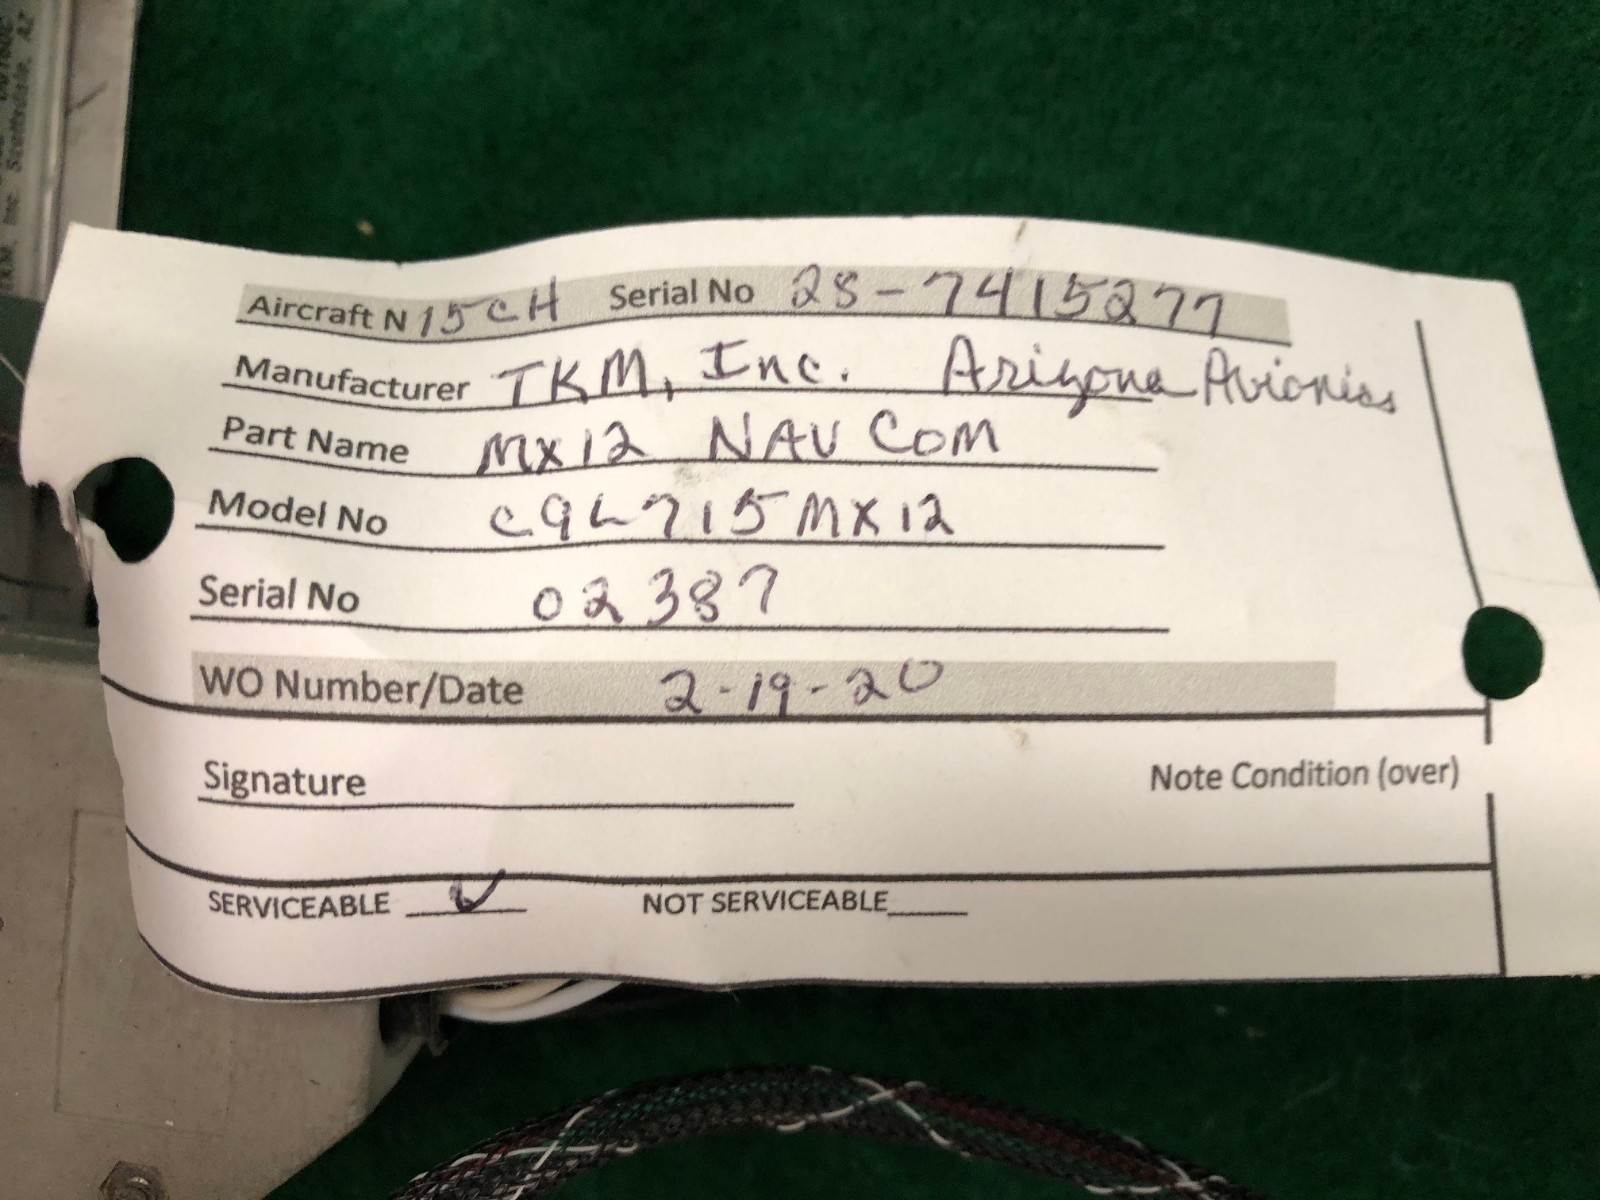 Aircraft N 15CH Serial No 28-7415277
Manufacturer TKM, Inc. Arizona Avionics
Part Name MX12 NAV COM
Model No C9L715MX12
Serial No 02387
WO Number/Date 2-19-20
Signature
Note Condition (over)
SERVICEABLE ✓ NOT SERVICEABLE